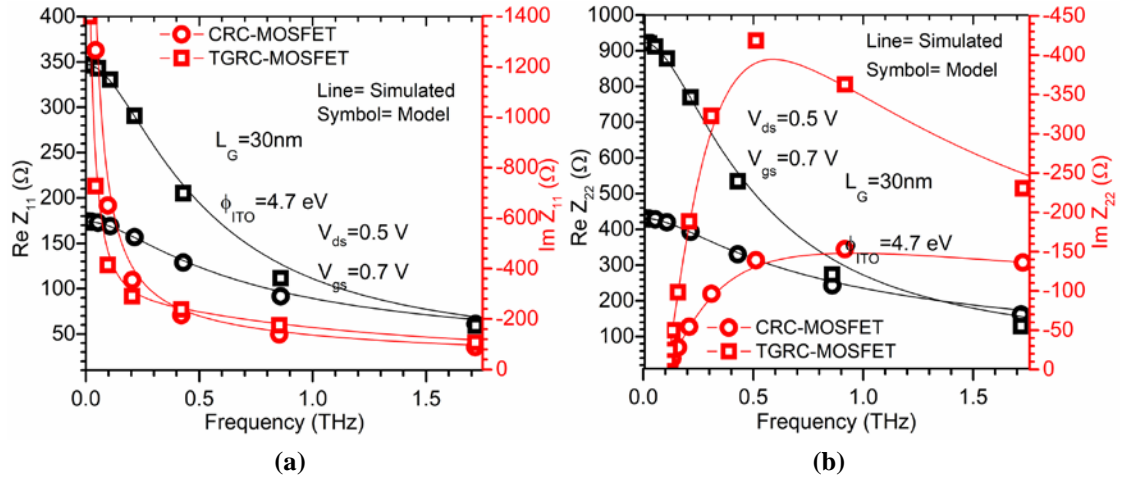 400
350
300
250
200
150
100
50
Re Z11 (Ω)
0.0 0.5 1.0 1.5
Frequency (THz)
-1400
-1200
-1000
-800
-600
-400
-200
0
Im Z11 (Ω)
CRC-MOSFET
TGRC-MOSFET
Line= Simulated
Symbol= Model
LG=30nm
ϕITO=4.7 eV
Vds=0.5 V
Vgs=0.7 V
(a)
1000
900
800
700
600
500
400
300
200
100
Re Z22 (Ω)
0.0 0.5 1.0 1.5
Frequency (THz)
-450
-400
-350
-300
-250
-200
-150
-100
-50
0
Im Z22 (Ω)
Line= Simulated
Symbol= Model
Vds=0.5 V
Vgs=0.7 V
LG=30nm
ϕITO=4.7 eV
CRC-MOSFET
TGRC-MOSFET
(b)